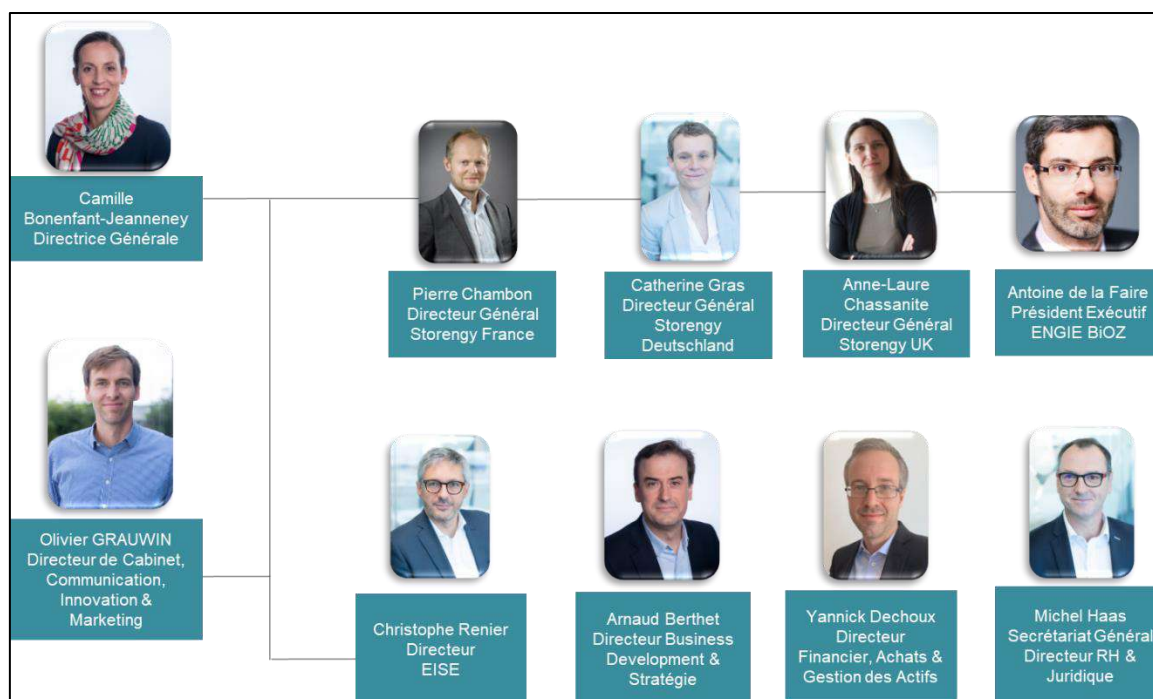 Camille
Bonenfant-Jeanneney
Directrice Générale
Pierre Chambon
Directeur Général
Storengy France
Catherine Gras
Directeur Général
Storengy
Deutschland
Anne-Laure
Chassanite
Directeur Général
Storengy UK
Antoine de la Faire
Président Exécutif
ENGIE BiOZ
Olivier GRAUWIN
Directeur de Cabinet,
Communication,
Innovation &
Marketing
Christophe Renier
Directeur
EISE
Arnaud Berthet
Directeur Business
Development &
Stratégie
Yannick Dechoux
Directeur
Financier, Achats &
Gestion des Actifs
Michel Haas
Secrétariat Général
Directeur RH &
Juridique